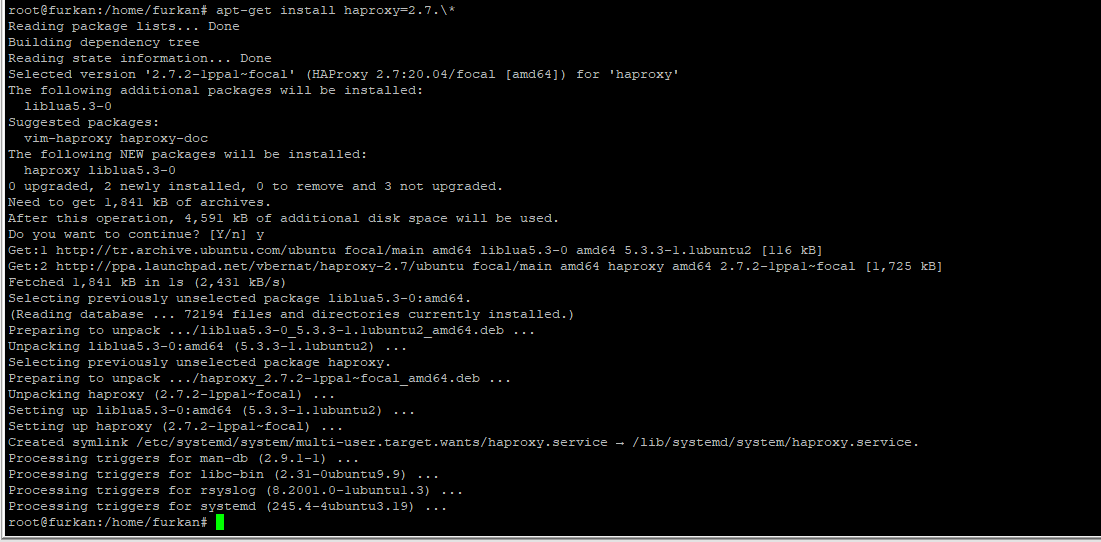 root@furkan:/home/furkan# apt-get install haproxy=2.7.\*
Reading package lists... Done
Building dependency tree
Reading state information... Done
Selected version '2.7.2-1ppa1~focal' (HAProxy 2.7:20.04/focal [amd64]) for 'haproxy'
The following additional packages will be installed:
  liblua5.3-0
Suggested packages:
  vim-haproxy haproxy-doc
The following NEW packages will be installed:
  haproxy liblua5.3-0
0 upgraded, 2 newly installed, 0 to remove and 3 not upgraded.
Need to get 1,841 kB of archives.
After this operation, 4,591 kB of additional disk space will be used.
Do you want to continue? [Y/n] y
Get:1 http://tr.archive.ubuntu.com/ubuntu focal/main amd64 liblua5.3-0 amd64 5.3.3-1.1ubuntu2 [116 kB]
Get:2 http://ppa.launchpad.net/vbernat/haproxy-2.7/ubuntu focal/main amd64 haproxy amd64 2.7.2-1ppa1~focal [1,725 kB]
Fetched 1,841 kB in 1s (2,431 kB/s)
Selecting previously unselected package liblua5.3-0:amd64.
(Reading database ... 72194 files and directories currently installed.)
Preparing to unpack .../liblua5.3-0_5.3.3-1.1ubuntu2_amd64.deb ...
Unpacking liblua5.3-0:amd64 (5.3.3-1.1ubuntu2) ...
Selecting previously unselected package haproxy.
Preparing to unpack .../haproxy_2.7.2-1ppa1~focal_amd64.deb ...
Unpacking haproxy (2.7.2-1ppa1~focal) ...
Setting up liblua5.3-0:amd64 (5.3.3-1.1ubuntu2) ...
Setting up haproxy (2.7.2-1ppa1~focal) ...
Created symlink /etc/systemd/system/multi-user.target.wants/haproxy.service → /lib/systemd/system/haproxy.service.
Processing triggers for man-db (2.9.1-1) ...
Processing triggers for libc-bin (2.31-0ubuntu9.9) ...
Processing triggers for rsyslog (8.2001.0-1ubuntu1.3) ...
Processing triggers for systemd (245.4-4ubuntu3.19) ...
root@furkan:/home/furkan#